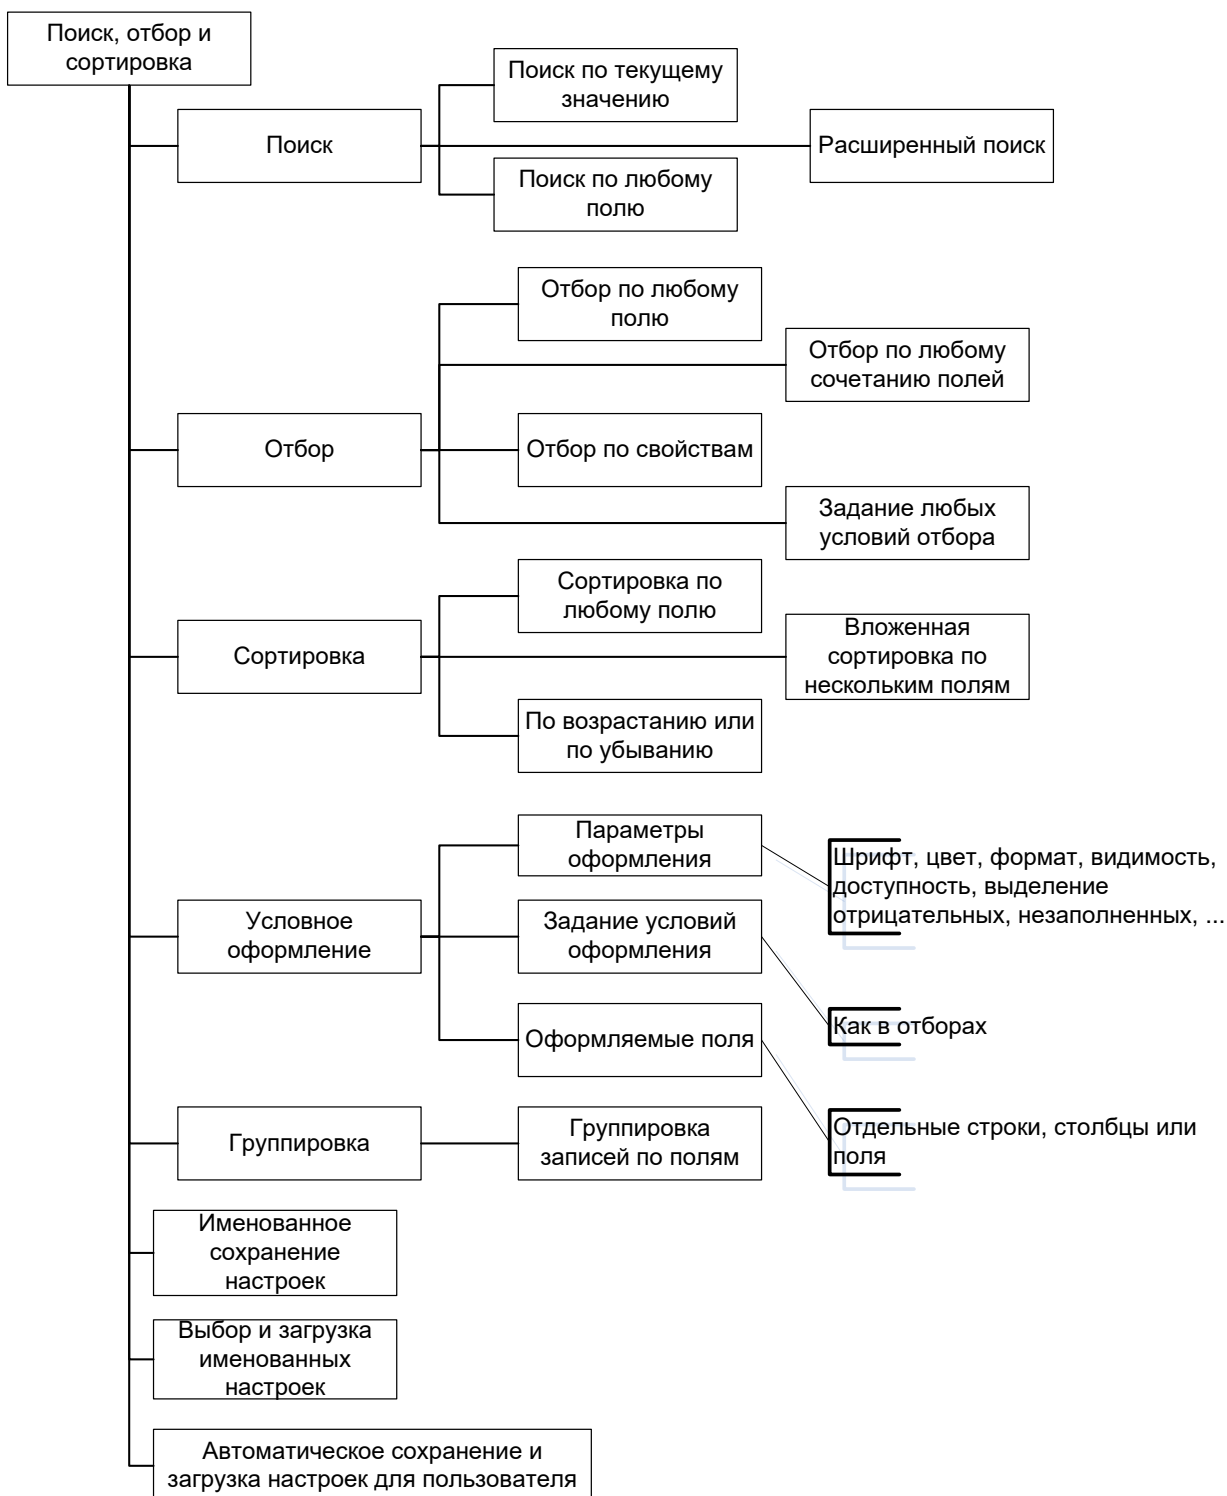 Поиск, отбор и
сортировка
Поиск по текущему
значению
Поиск
Расширенный поиск
Поиск по любому
полю
Отбор по любому
полю
Отбор по любому
сочетанию полей
Отбор
Отбор по свойствам
Задание любых
условий отбора
Сортировка по
любому полю
Сортировка
Вложенная
сортировка по
нескольким полям
По возрастанию или
по убыванию
Параметры
оформления
Шрифт, цвет, формат, видимость,
доступность, выделение
отрицательных, незаполненных, ...
Условное
оформление
Задание условий
оформления
Как в отборах
Оформляемые поля
Отдельные строки, столбцы или
поля
Группировка
Группировка
записей по полям
Именованное
сохранение
настроек
Выбор и загрузка
именованных
настроек
Автоматическое сохранение и
загрузка настроек для пользователя